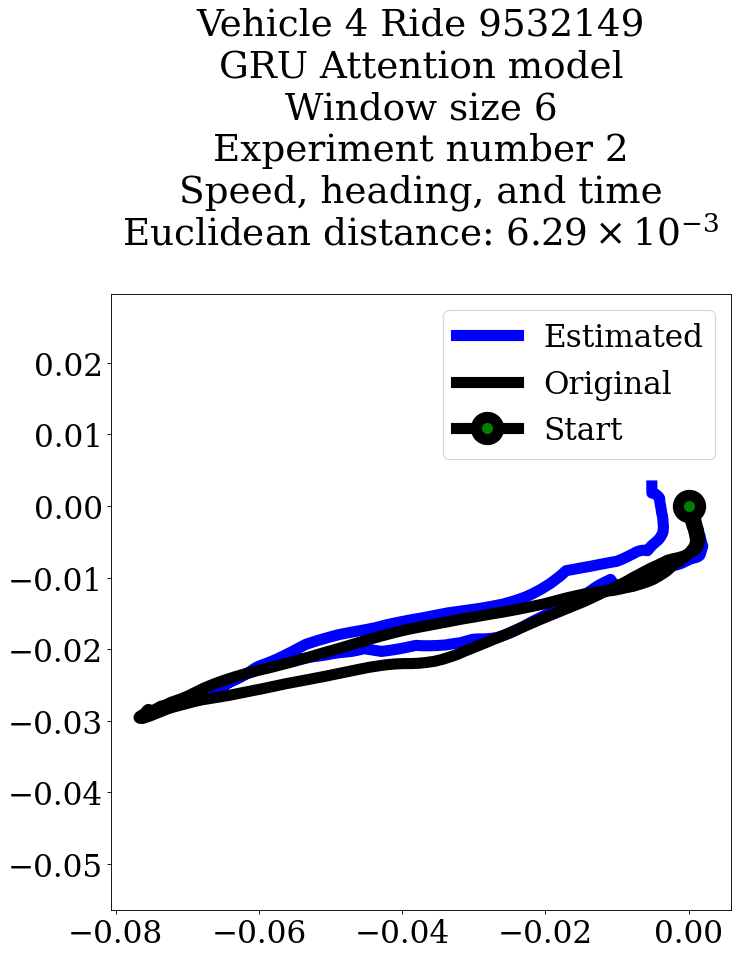 Vehicle 4 Ride 9532149
GRU Attention model
Window size 6
Experiment number 2
Speed, heading, and time
Euclidean distance: 6.29 × 10⁻³
Estimated
Original
Start
0.02
0.01
0.00
−0.01
−0.02
−0.03
−0.04
−0.05
−0.08 −0.06 −0.04 −0.02 0.00